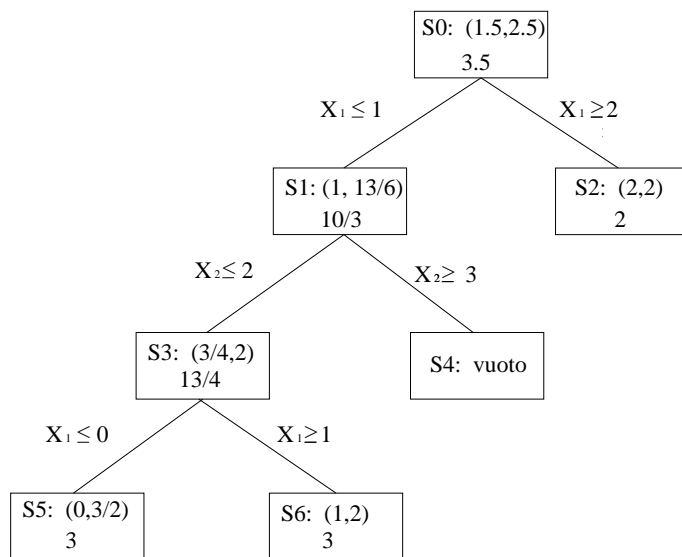 S0: (1.5,2.5)
3.5
X₁ ≤ 1
X₁ ≥2
S1: (1, 13/6)
10/3
S2: (2,2)
2
X₂ ≤ 2
X₂ ≥ 3
S3: (3/4,2)
13/4
S4: vuoto
X₁ ≤ 0
X₁ ≥1
S5: (0,3/2)
3
S6: (1,2)
3